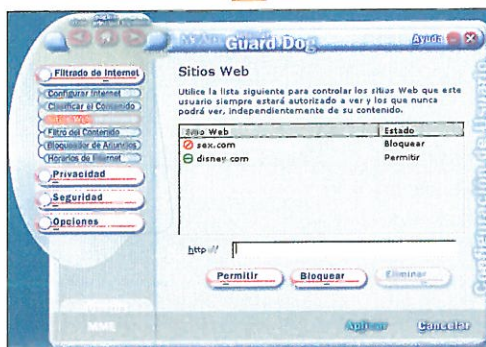 Guard Dog
Ayuda
Filtrado de Internet
Configurar Internet
Clasificar el Contenido
Sitios Web
Filtro del Contenido
Bloqueador de Anuncios
Horarios de Internet
Privacidad
Seguridad
Opciones
MME
Sitios Web
Utilice la lista siguiente para controlar los sitios Web que este
usuario siempre estará autorizado a ver y los que nunca
podrá ver, independientemente de su contenido.
Sitio Web Estado
sex.com Bloquear
disney.com Permitir
http://
Permitir Bloquear Eliminar
Aplicar Cancelar